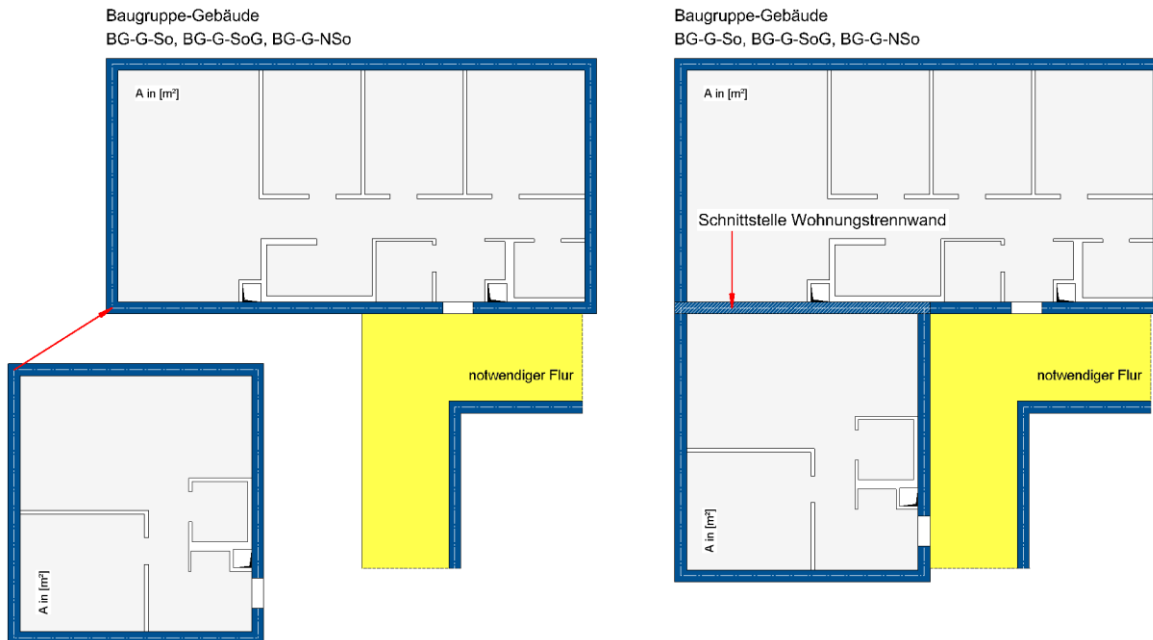 Baugruppe-Gebäude
BG-G-So, BG-G-SoG, BG-G-NSo
A in [m²]
notwendiger Flur
A in [m²]
Baugruppe-Gebäude
BG-G-So, BG-G-SoG, BG-G-NSo
A in [m²]
Schnittstelle Wohnungstrennwand
notwendiger Flur
A in [m²]